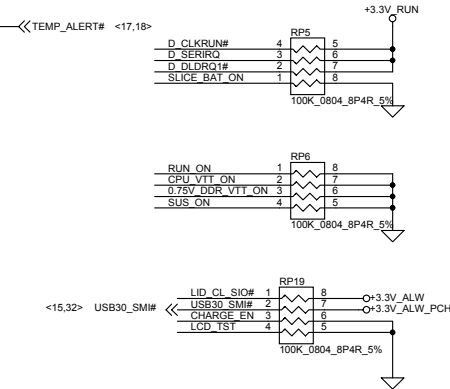 +3.3V_RUN
TEMP_ALERT# <17,18>
RP5
D_CLKRUN# 4 5
D_SERIRQ 3 6
D_DLDRQ1# 2 7
SLICE_BAT_ON 1 8
100K_0804_8P4R_5%
RP6
RUN_ON 1 8
CPU_VTT_ON 2 7
0.75V_DDR_VTT_ON 3 6
SUS_ON 4 5
100K_0804_8P4R_5%
RP19
LID_CL_SIO# 1 8 +3.3V_ALW
<15,32> USB30_SMI# USB30_SMI# 2 7 +3.3V_ALW_PCH
CHARGE_EN 3 6
LCD_TST 4 5
100K_0804_8P4R_5%